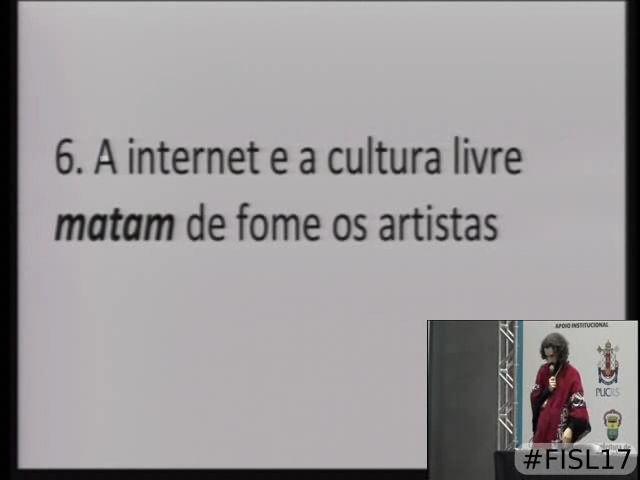 6. A internet e a cultura livre
matam de fome os artistas
APOIO INSTITUCIONAL
PUCRS
#FISL17